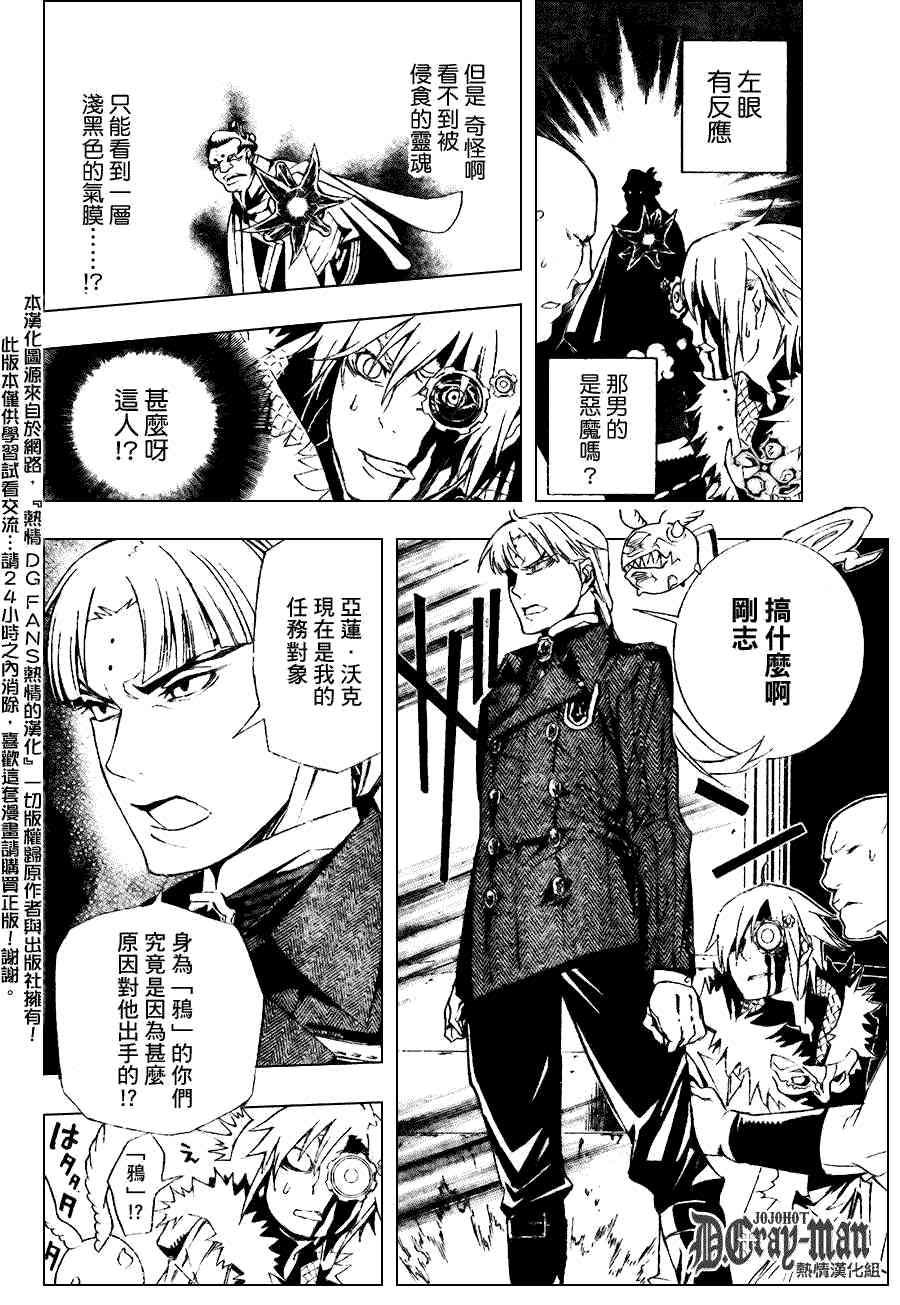 左眼
有反應
那男的
是惡魔嗎？
但是 奇怪啊
看不到被
侵食的靈魂
只能看到一層
淺黑色的氣膜
……!?
甚麼呀
這人!?
搞什麼啊
剛志
亞蓮．沃克
現在是我的
任務對象
身為「鴉」的你們
究竟是因為甚麼
原因對他出手的!?
え
「鴉」!?
はタタタ
JOJOHOT
D.Gray-Man
熱情漢化組
本漢化圖源來自於網路，『熱情DG FANS熱情的漢化』一切版權歸原作者與出版社擁有！
此版本僅供學習試看交流…請24小時之內消除，喜歡這套漫畫請購買正版！謝謝。